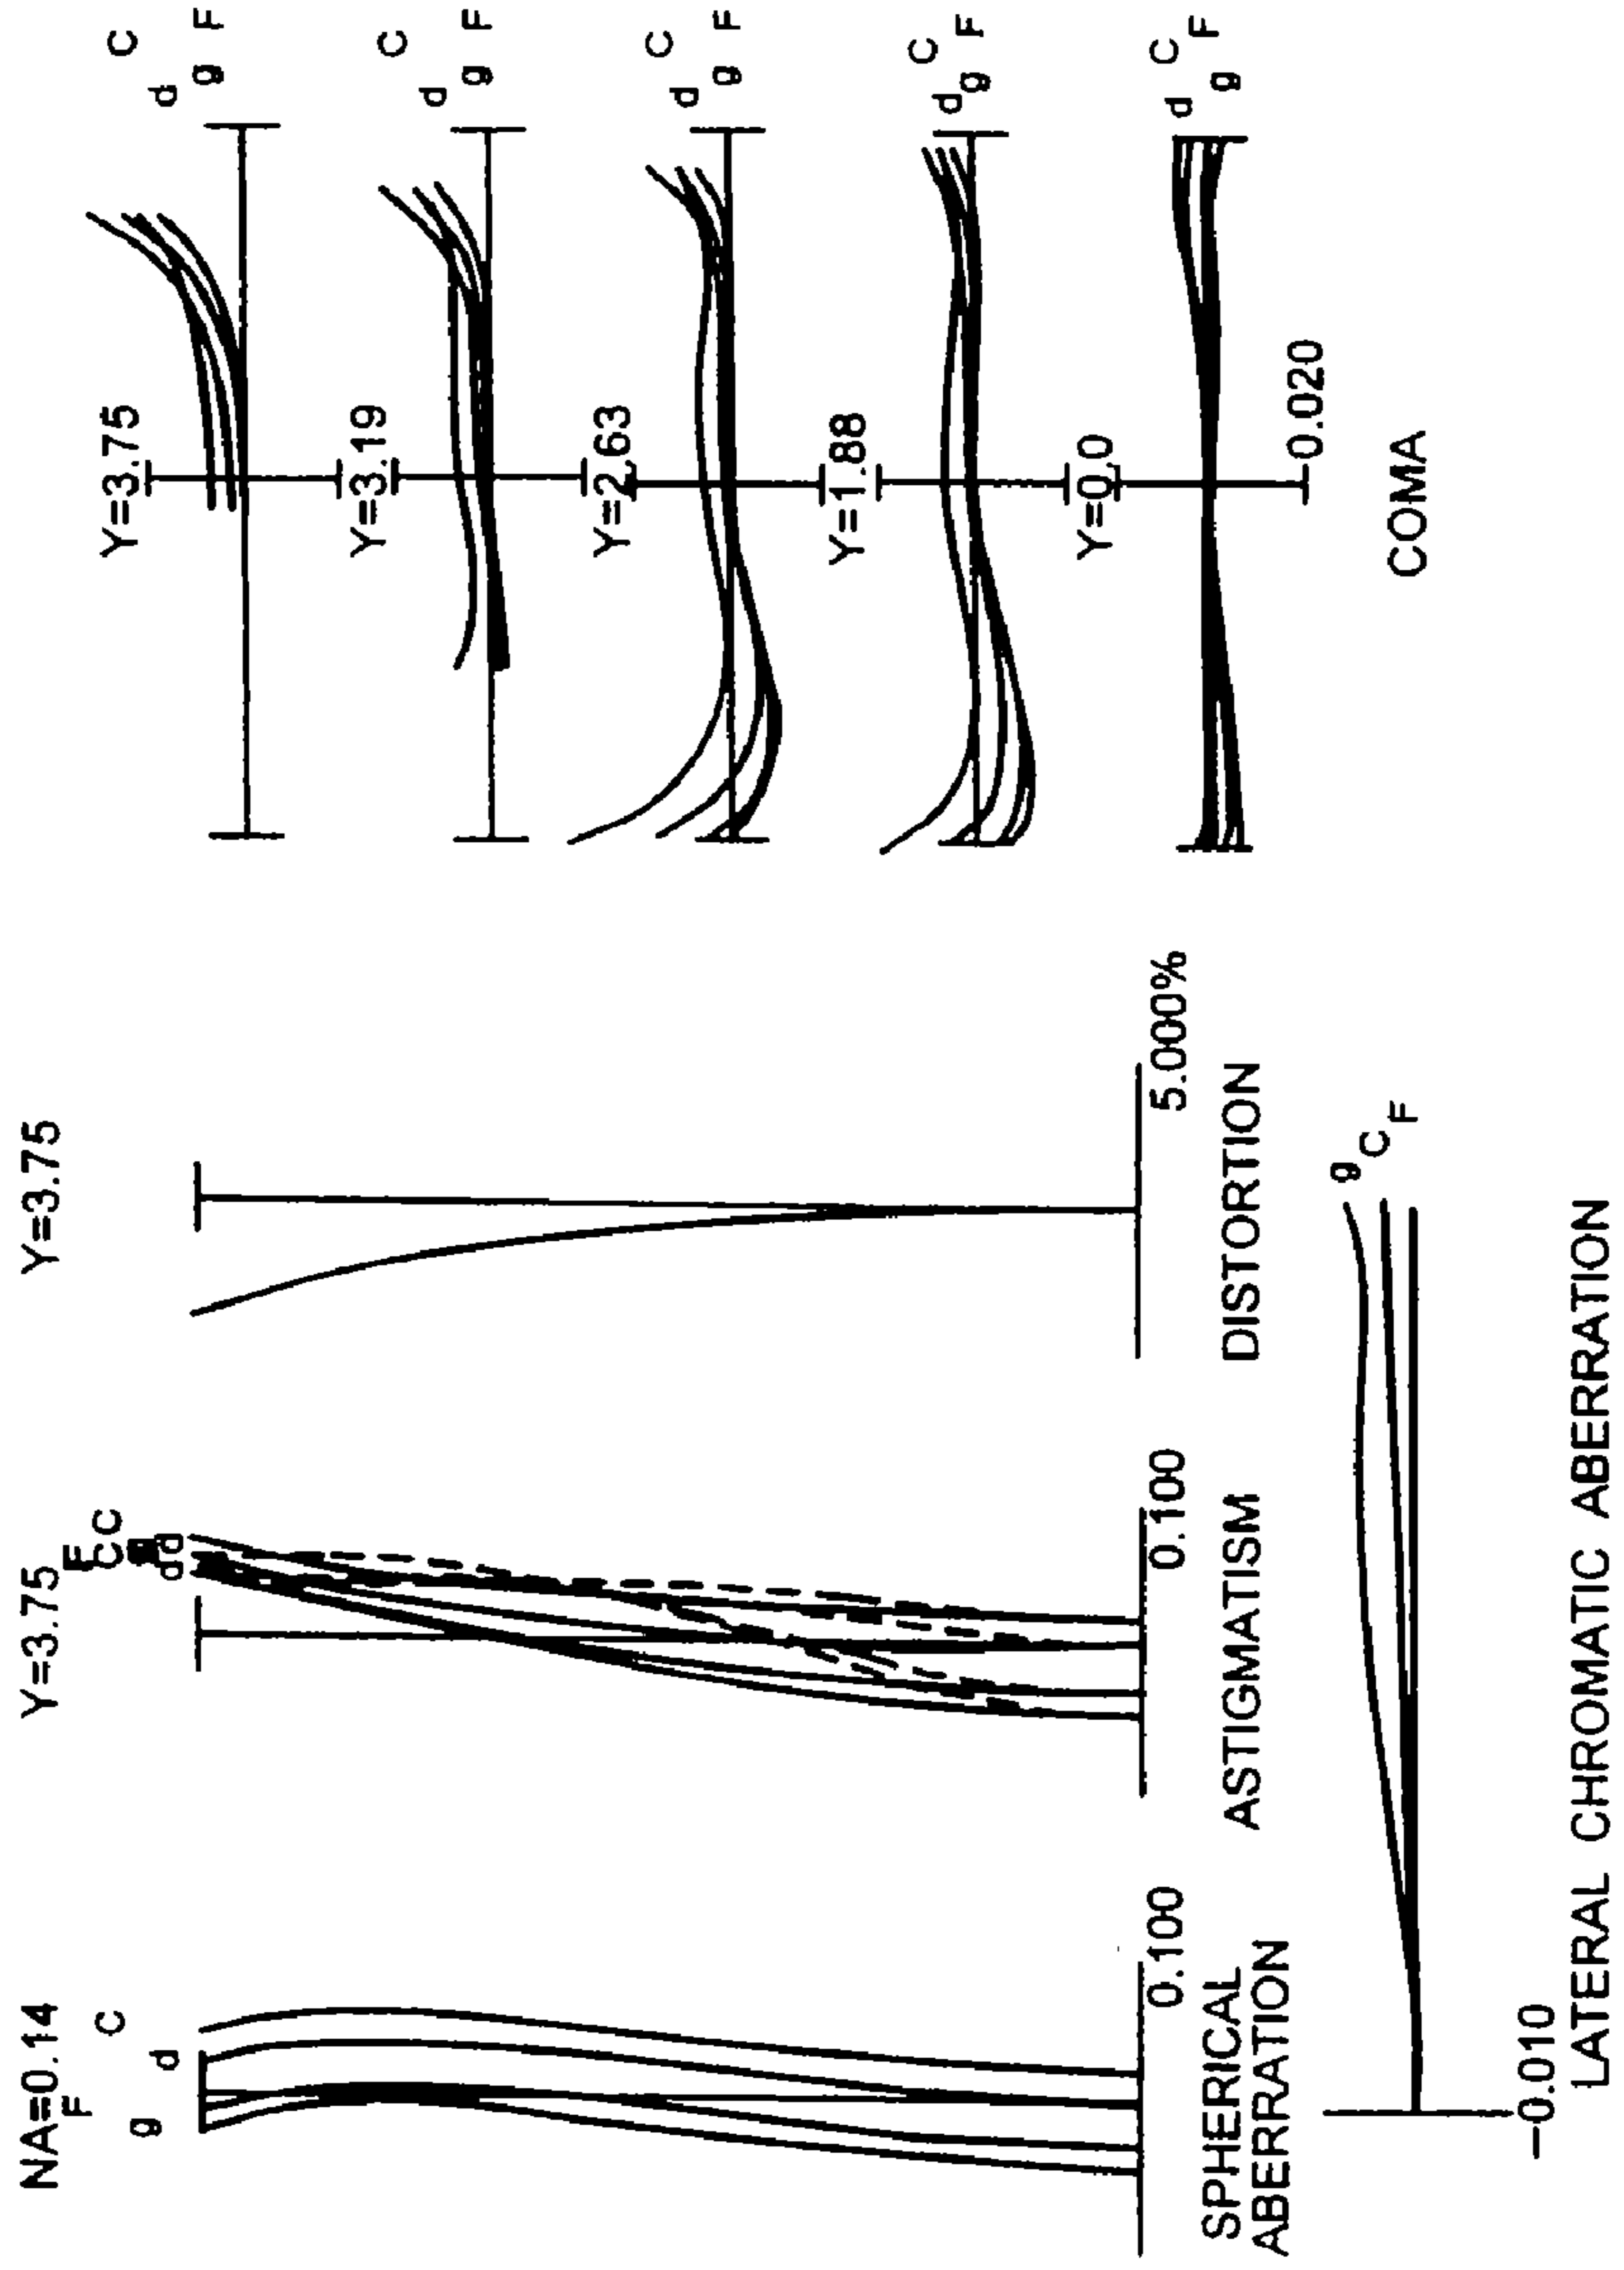 NA=0.14
F
C
g
d
SPHERICAL
ABERRATION
0.100
Y=3.75
F
C
C
d
d
ASTIGMATISM
0.100
Y=3.75
DISTORTION
5.000%
Y=3.75
C
d
g
F
Y=3.19
C
d
g
F
Y=2.63
C
d
g
F
Y=1.88
C
d
g
F
Y=0.0
C
d
g
F
0.020
COMA
g
C
F
-0.010
LATERAL CHROMATIC ABERRATION